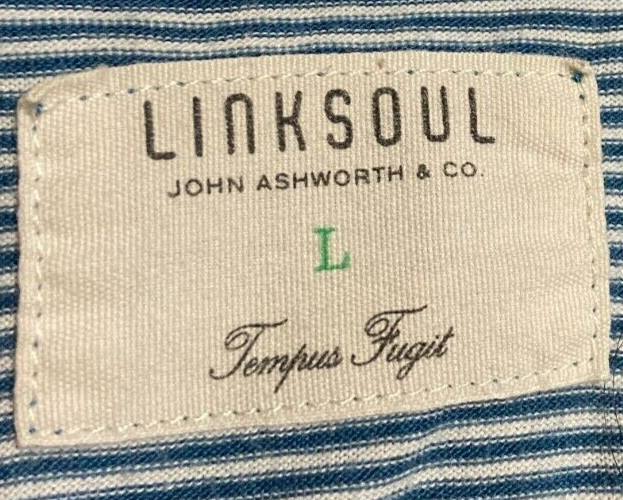 LINKSOUL
JOHN ASHWORTH & CO.
L
Tempus Fugit